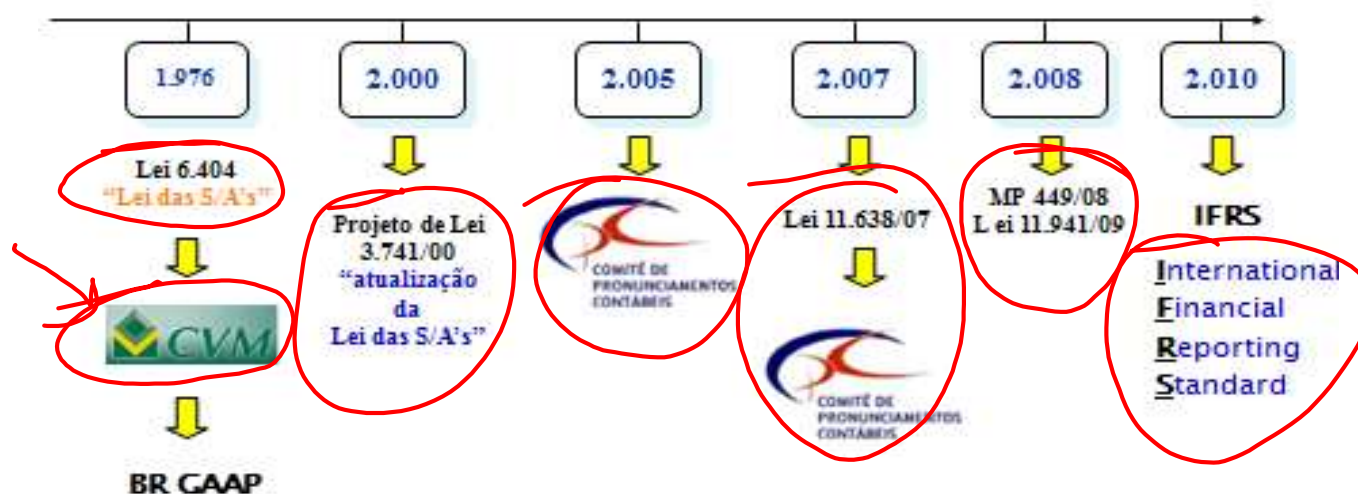 1.976
2.000
2.005
2.007
2.008
2.010
Lei 6.404
“Lei das S/A’s”
CVM
BR GAAP
Projeto de Lei
3.741/00
“atualização
da
Lei das S/A’s”
COMITÊ DE
PRONUNCIAMENTOS
CONTÁBEIS
Lei 11.638/07
COMITÊ DE
PRONUNCIAMENTOS
CONTÁBEIS
MP 449/08
L ei 11.941/09
IFRS
International
Financial
Reporting
Standard